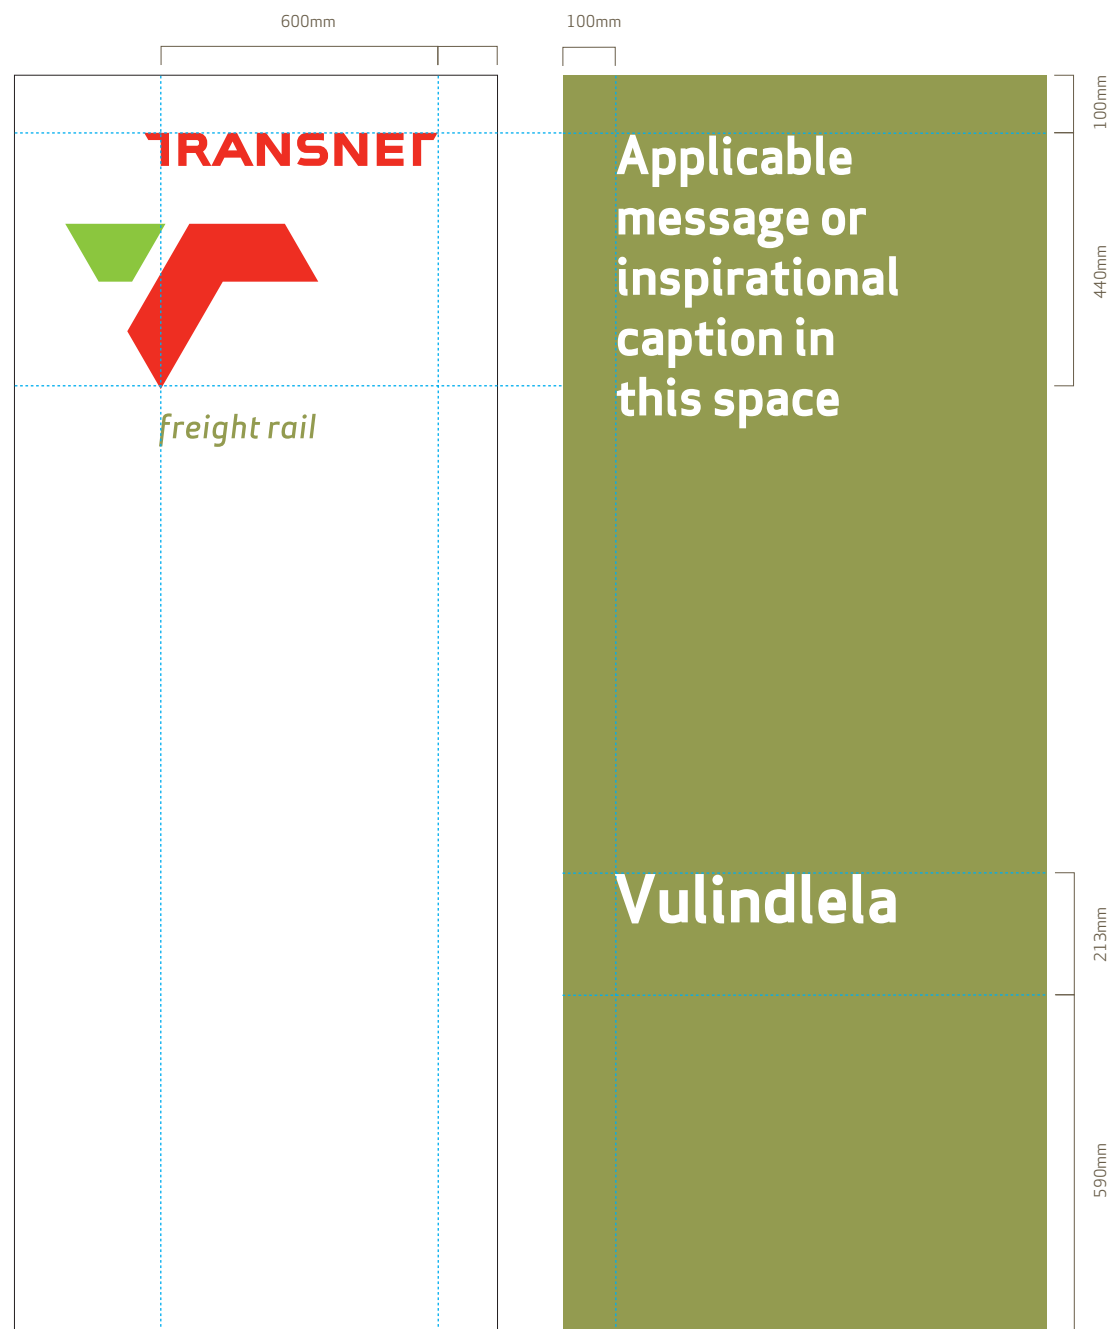 600mm
100mm
TRANSNET
freight rail
Applicable
message or
inspirational
caption in
this space
Vulindlela
100mm
440mm
213mm
590mm